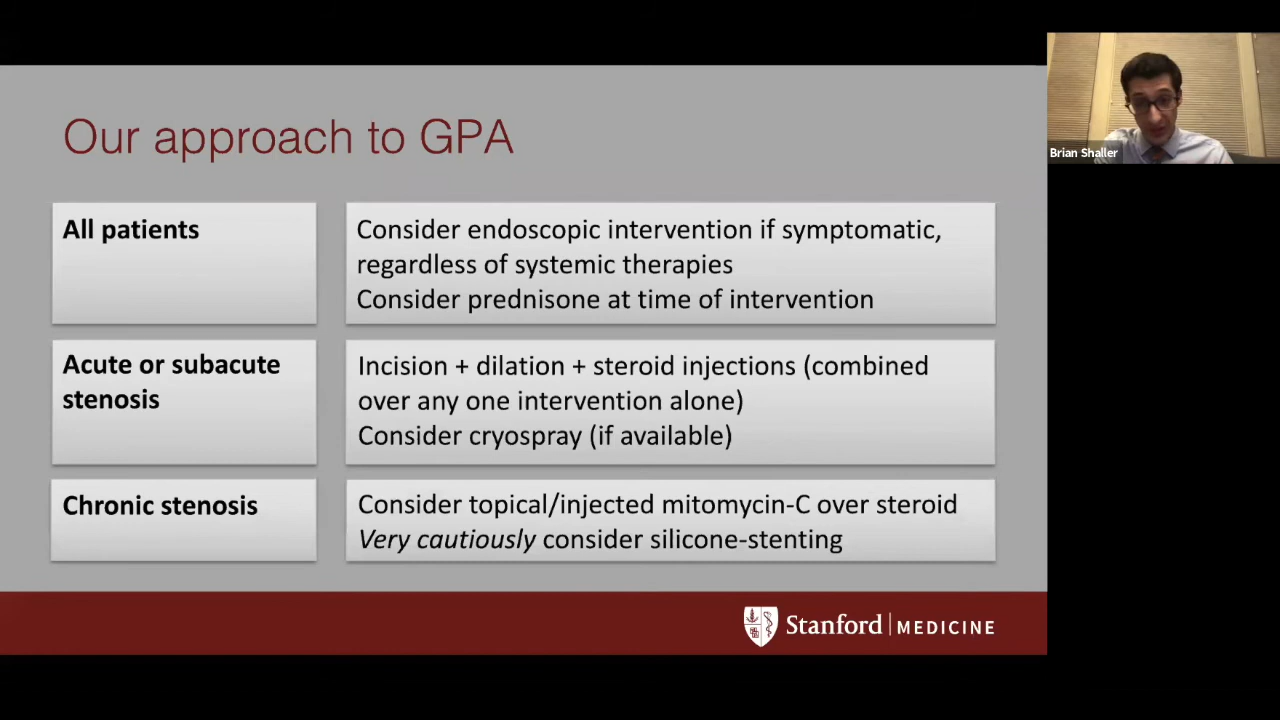 Our approach to GPA
All patients
Consider endoscopic intervention if symptomatic,
regardless of systemic therapies
Consider prednisone at time of intervention
Acute or subacute
stenosis
Incision + dilation + steroid injections (combined
over any one intervention alone)
Consider cryospray (if available)
Chronic stenosis
Consider topical/injected mitomycin-C over steroid
Very cautiously consider silicone-stenting
Stanford MEDICINE
Brian Shaller